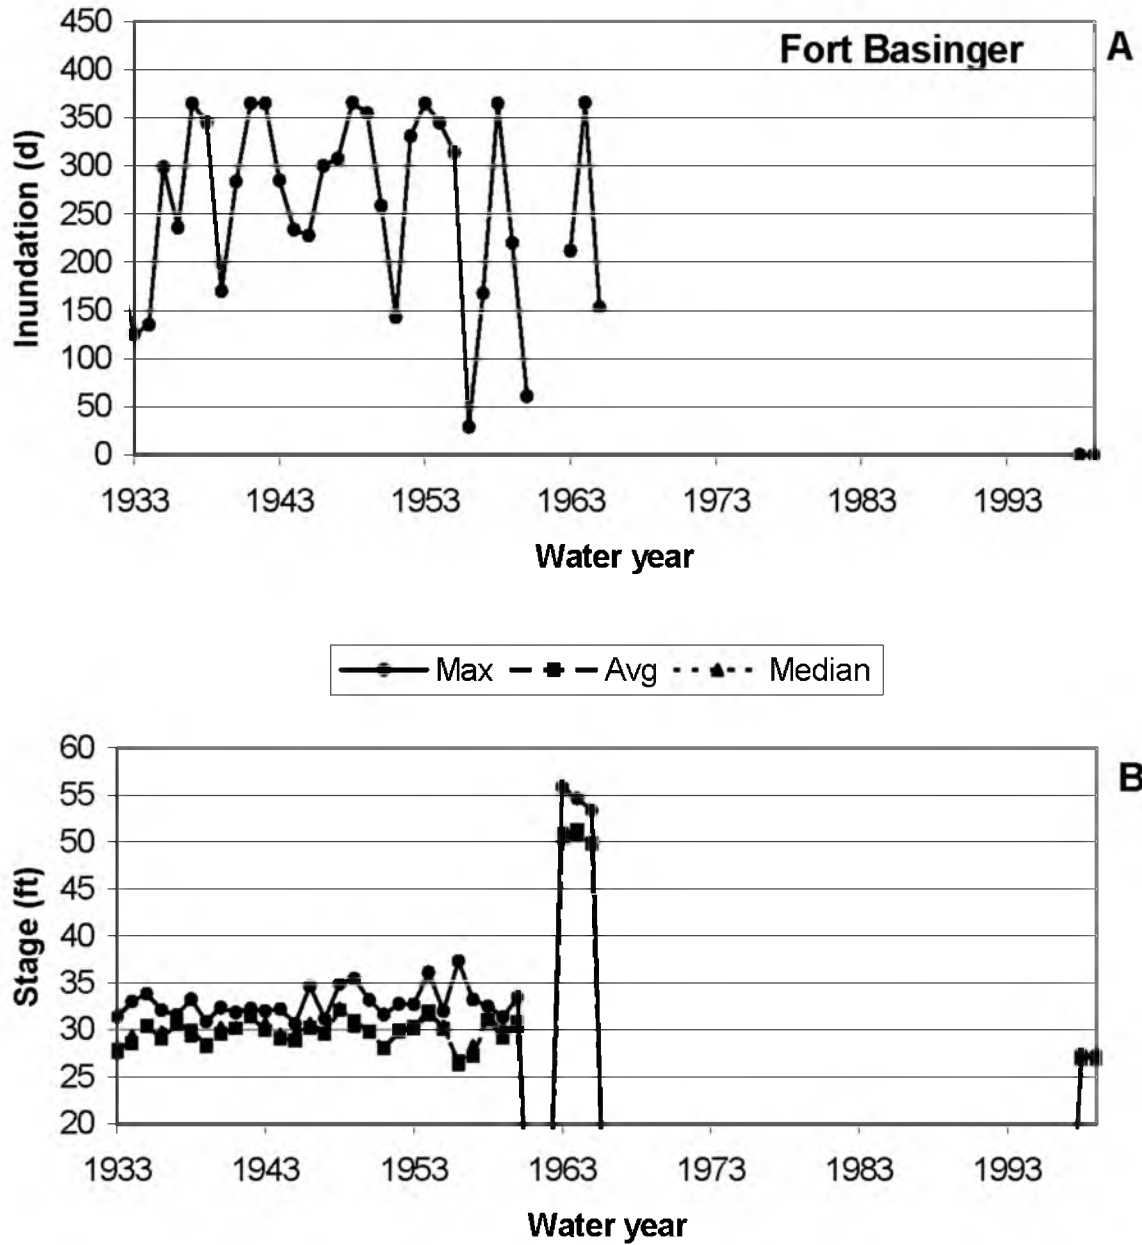 Fort Basinger
A
450
400
350
300
250
200
150
100
50
0
Inundation (d)
1933 1943 1953 1963 1973 1983 1993
Water year
Max Avg Median
B
60
55
50
45
40
35
30
25
20
Stage (ft)
1933 1943 1953 1963 1973 1983 1993
Water year